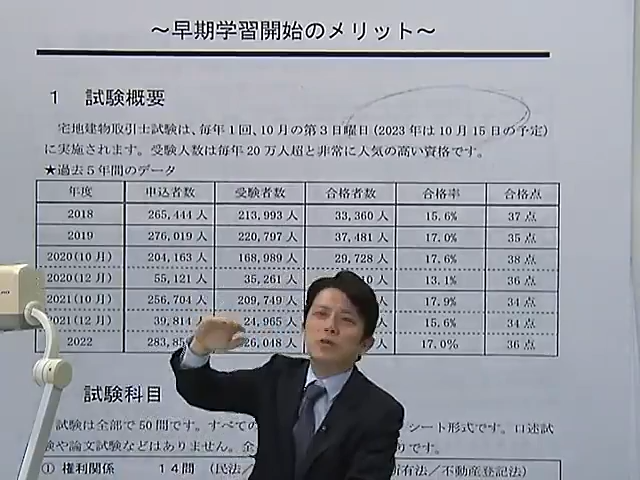 ～早期学習開始のメリット～
1 試験概要
宅地建物取引士試験は、毎年1回、10月の第3日曜日(2023年は10月15日の予定)
に実施されます。受験人数は毎年20万人超と非常に人気の高い資格です。
★過去5年間のデータ
年度 申込者数 受験者数 合格者数 合格率 合格点
2018 265,444人 213,993人 33,360人 15.6% 37点
2019 276,019人 220,797人 37,481人 17.0% 35点
2020(10月) 204,163人 168,989人 29,728人 17.6% 38点
2020(12月) 55,121人 35,261人 人 13.1% 36点
2021(10月) 256,704人 209,749人 17.9% 34点
2021(12月) 39,81 24,965人 15.6% 34点
2022 283,8 26,048人 17.0% 36点
試験科目
試験は全部で50問です。すべての シート形式です。口述試
験や論文試験などはありません。 りです。
① 権利関係 14問 (民法/ 有法/不動産登記法)